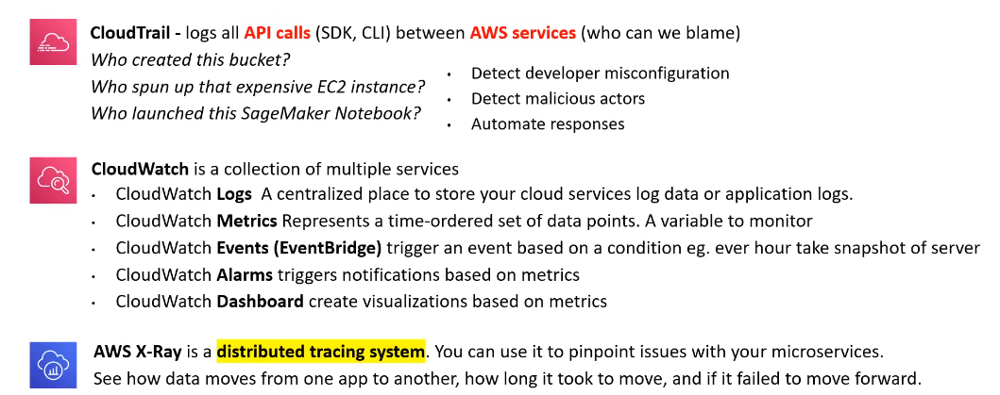 CloudTrail - logs all API calls (SDK, CLI) between AWS services (who can we blame)
Who created this bucket?
Who spun up that expensive EC2 instance?
Who launched this SageMaker Notebook?
• Detect developer misconfiguration
• Detect malicious actors
• Automate responses
CloudWatch is a collection of multiple services
• CloudWatch Logs A centralized place to store your cloud services log data or application logs.
• CloudWatch Metrics Represents a time-ordered set of data points. A variable to monitor
• CloudWatch Events (EventBridge) trigger an event based on a condition eg. ever hour take snapshot of server
• CloudWatch Alarms triggers notifications based on metrics
• CloudWatch Dashboard create visualizations based on metrics
AWS X-Ray is a distributed tracing system. You can use it to pinpoint issues with your microservices.
See how data moves from one app to another, how long it took to move, and if it failed to move forward.